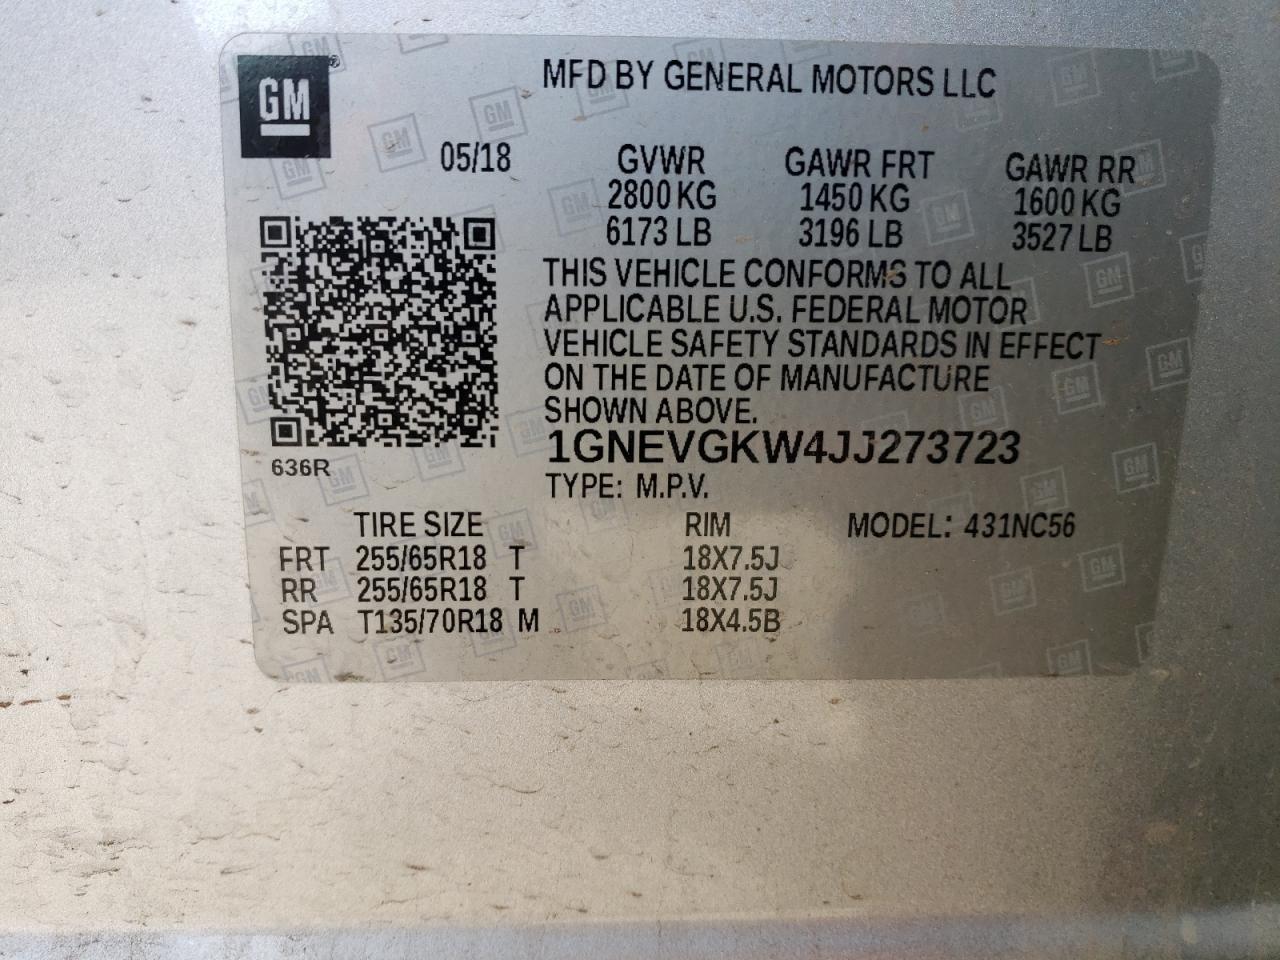 GM
MFD BY GENERAL MOTORS LLC
05/18 GVWR GAWR FRT GAWR RR
2800 KG 1450 KG 1600 KG
6173 LB 3196 LB 3527 LB
THIS VEHICLE CONFORMS TO ALL
APPLICABLE U.S. FEDERAL MOTOR
VEHICLE SAFETY STANDARDS IN EFFECT
ON THE DATE OF MANUFACTURE
SHOWN ABOVE.
1GNEVGKW4JJ273723
636R
TYPE: M.P.V.
TIRE SIZE RIM MODEL: 431NC56
FRT 255/65R18 T 18X7.5J
RR 255/65R18 T 18X7.5J
SPA T135/70R18 M 18X4.5B